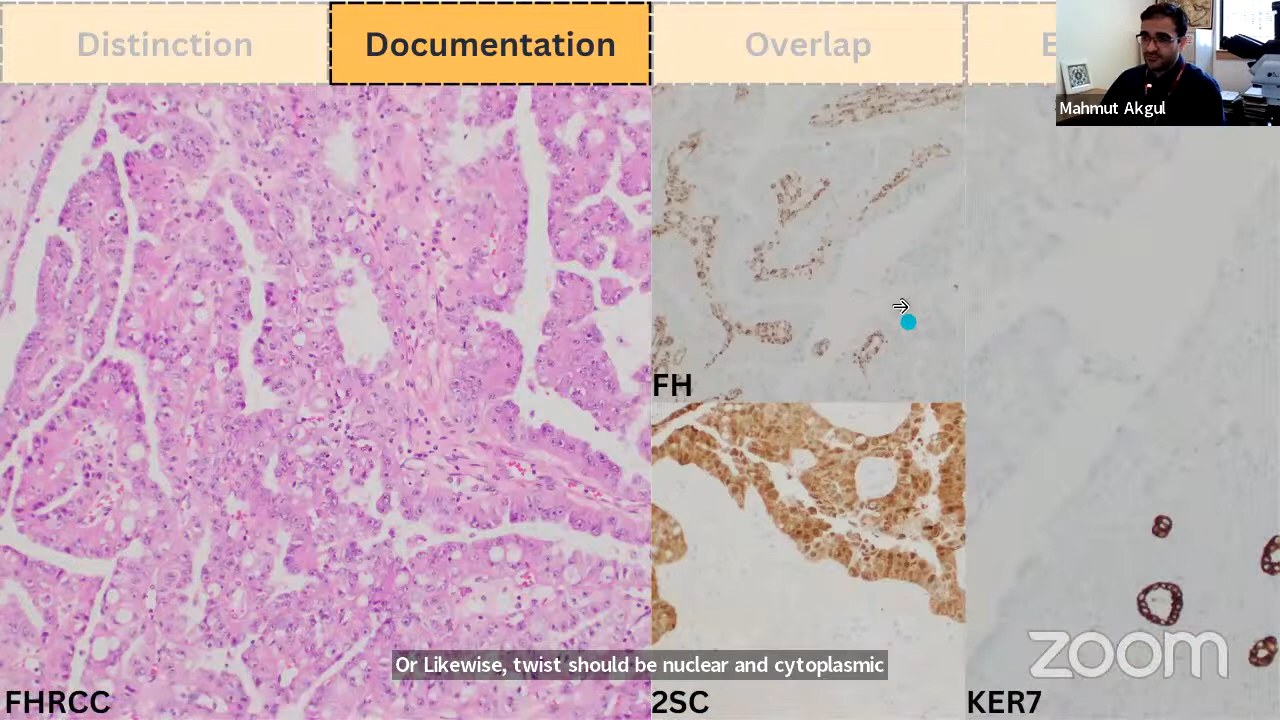 Distinction
Documentation
Overlap
E
Mahmut Akgul
FH
Or Likewise, twist should be nuclear and cytoplasmic
zoom
FHRCC
2SC
KER7